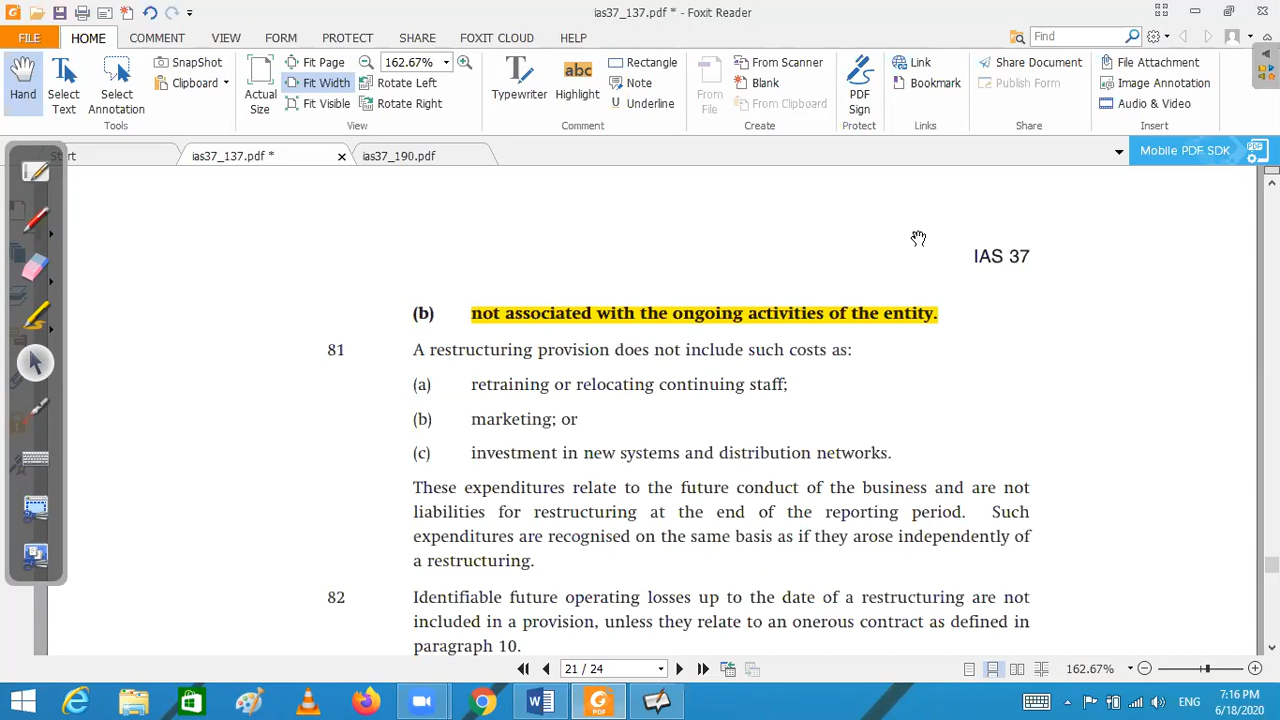 ias37_137.pdf * - Foxit Reader
FILE HOME COMMENT VIEW FORM PROTECT SHARE FOXIT CLOUD HELP
Find
Hand
Select Text
Select Annotation
SnapShot
Clipboard
Tools
Actual Size
Fit Page
Fit Width
Fit Visible
162.67%
Rotate Left
Rotate Right
View
Typewriter
Highlight
Rectangle
Note
Underline
Comment
From File
From Scanner
Blank
From Clipboard
Create
PDF Sign
Protect
Link
Bookmark
Links
Share Document
Publish Form
Share
File Attachment
Image Annotation
Audio & Video
Insert
ias37_137.pdf *
ias37_190.pdf
Mobile PDF SDK
IAS 37
(b) not associated with the ongoing activities of the entity.
81 A restructuring provision does not include such costs as:
(a) retraining or relocating continuing staff;
(b) marketing; or
(c) investment in new systems and distribution networks.
These expenditures relate to the future conduct of the business and are not
liabilities for restructuring at the end of the reporting period. Such
expenditures are recognised on the same basis as if they arose independently of
a restructuring.
82 Identifiable future operating losses up to the date of a restructuring are not
included in a provision, unless they relate to an onerous contract as defined in
paragraph 10.
21 / 24
162.67%
ENG
7:16 PM
6/18/2020